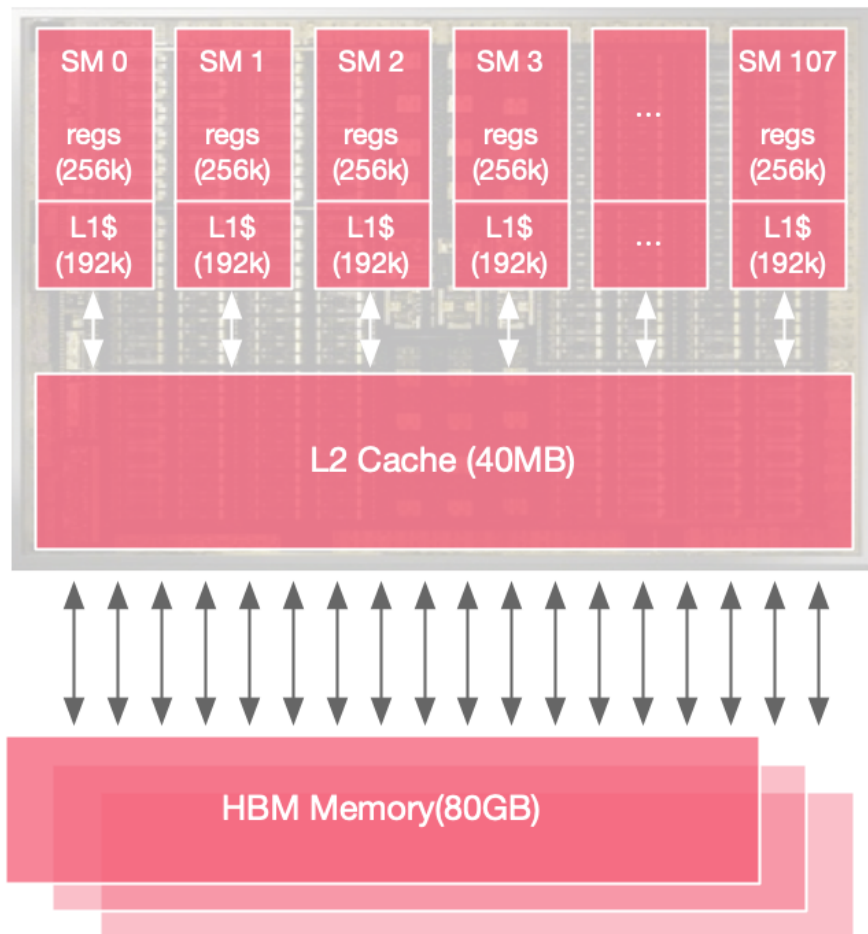 SM 0
regs
(256k)
L1$
(192k)
SM 1
regs
(256k)
L1$
(192k)
SM 2
regs
(256k)
L1$
(192k)
SM 3
regs
(256k)
L1$
(192k)
...
...
SM 107
regs
(256k)
L1$
(192k)
L2 Cache (40MB)
HBM Memory(80GB)